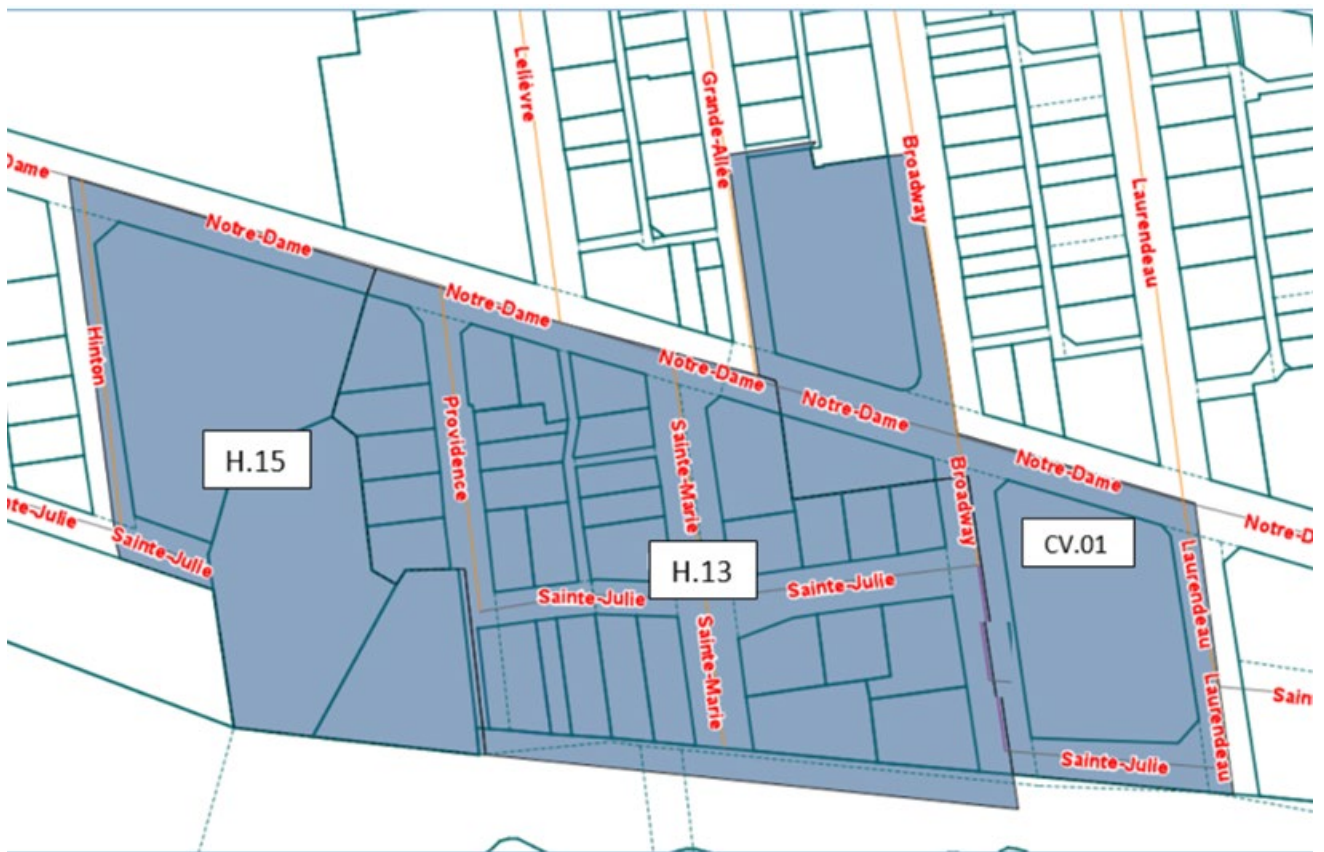 Lelièvre
Grande-Allée
Broadway
Laurendeau
Dame
Notre-Dame
Notre-Dame
Notre-Dame
Notre-Dame
Notre-Dame
Notre-D
Hinton
Providence
Sainte-Marie
Broadway
H.15
CV.01
H.13
te-Julie
Sainte-Julie
Sainte-Julie
Sainte-Julie
Laurendeau
Sainte-Marie
Laurendeau
Sain
Sainte-Julie